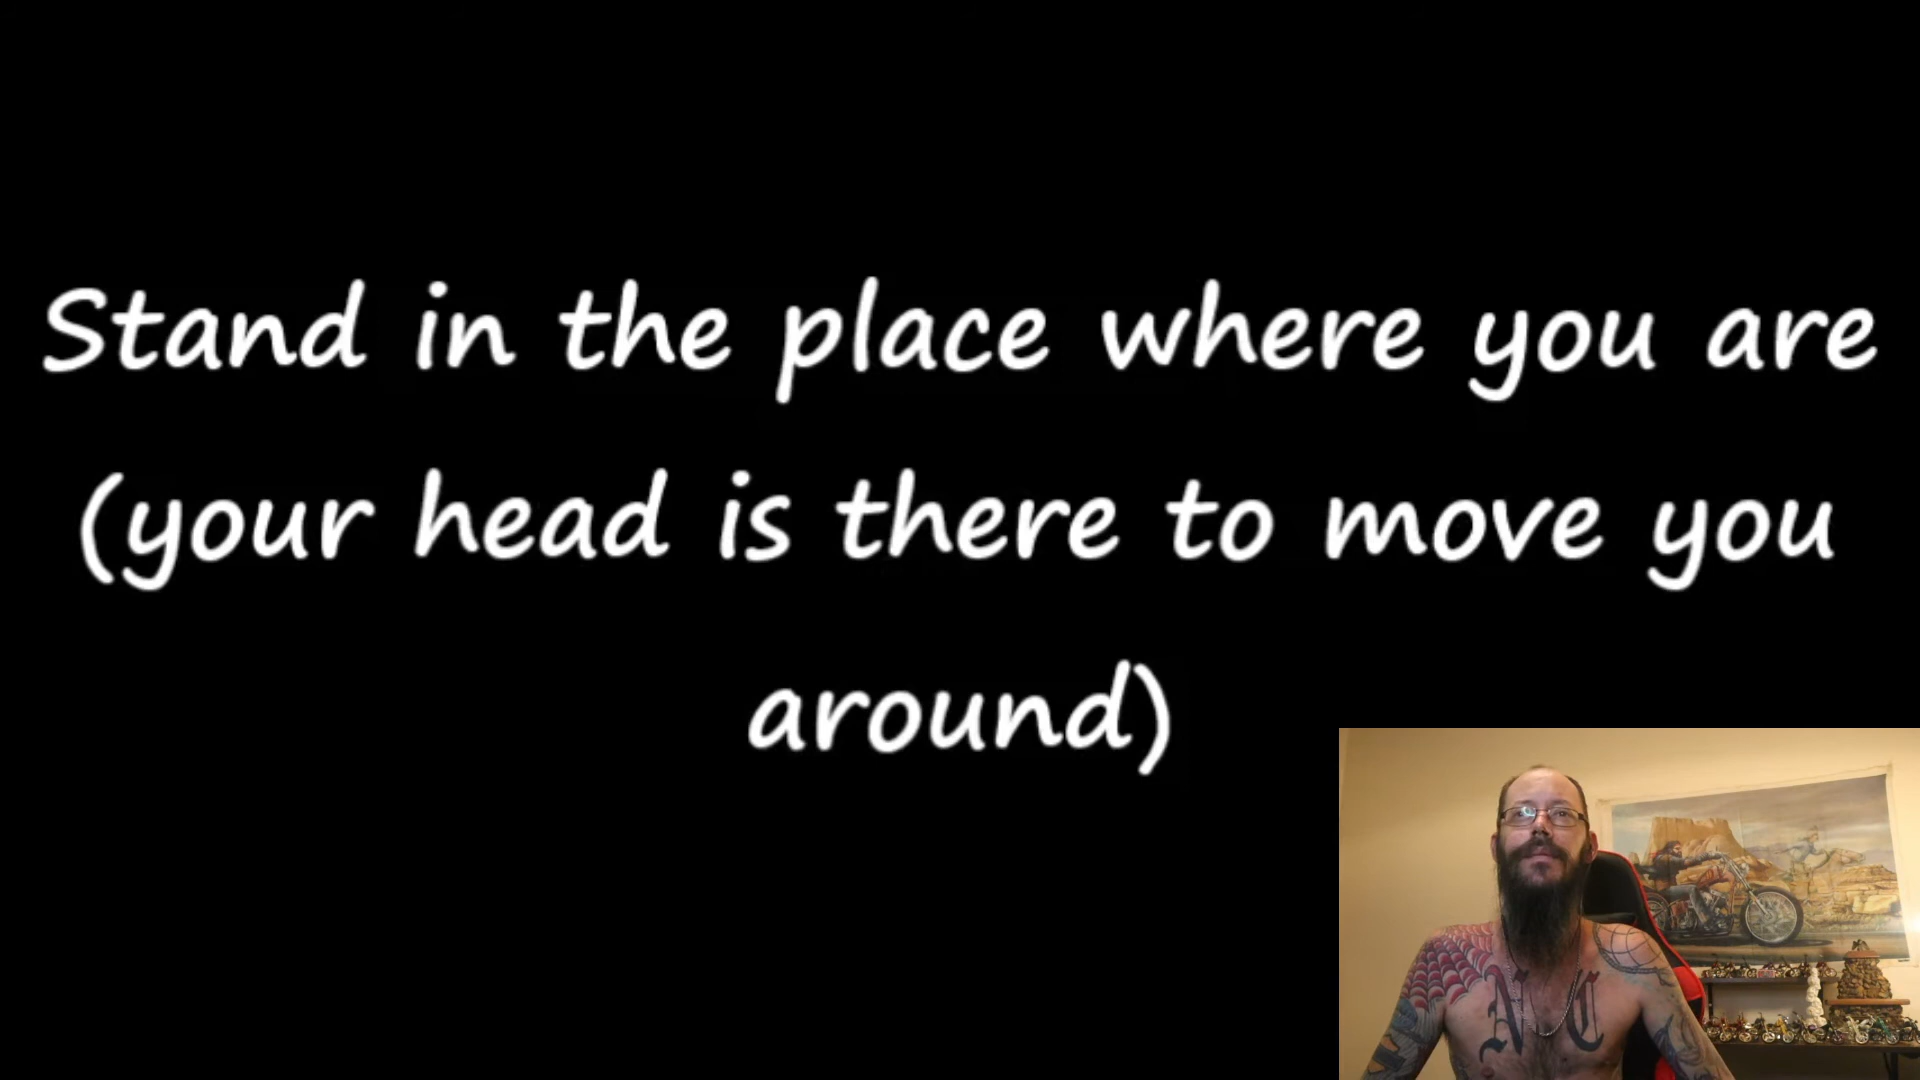 Stand in the place where you are
(your head is there to move you
around)
N C